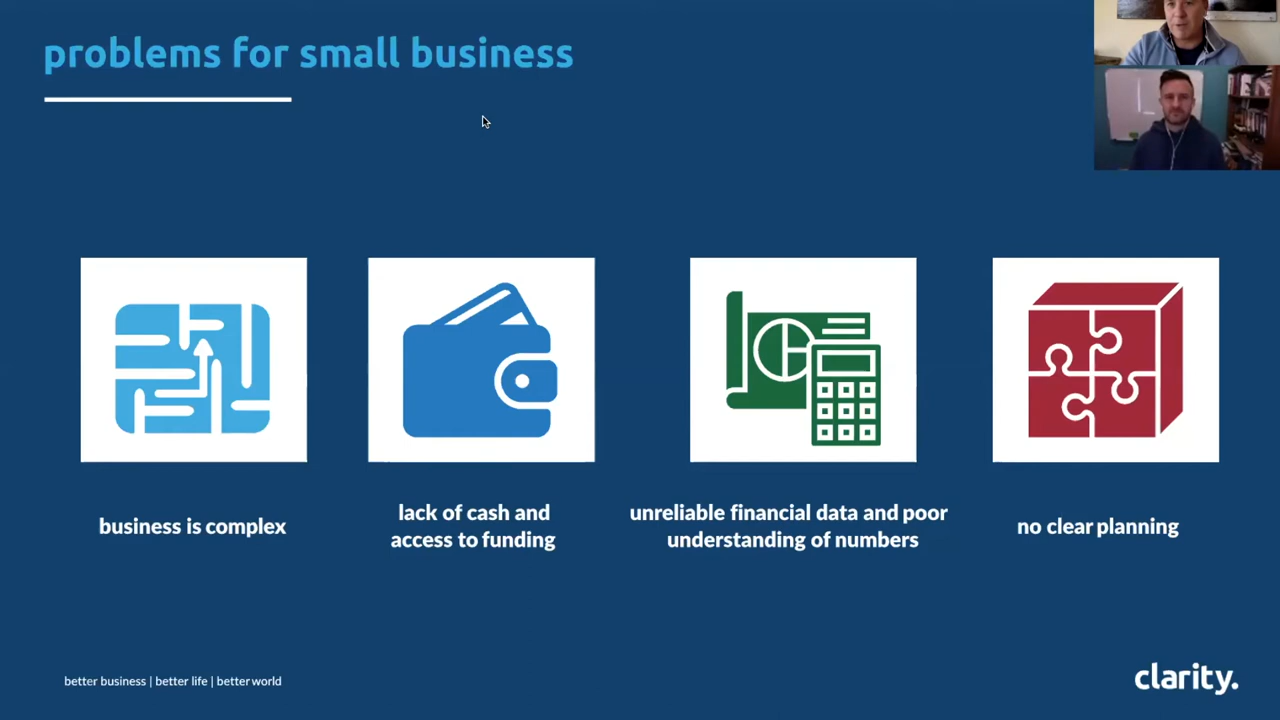 problems for small business
business is complex
lack of cash and
access to funding
unreliable financial data and poor
understanding of numbers
no clear planning
better business | better life | better world
clarity.